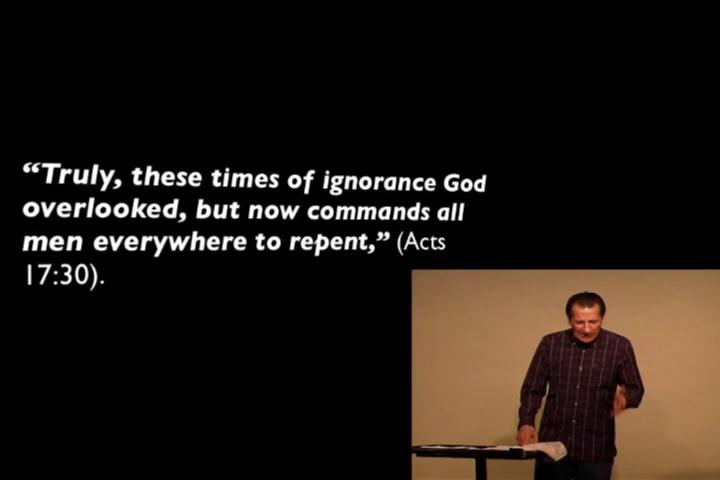 “Truly, these times of ignorance God
overlooked, but now commands all
men everywhere to repent,” (Acts
17:30).